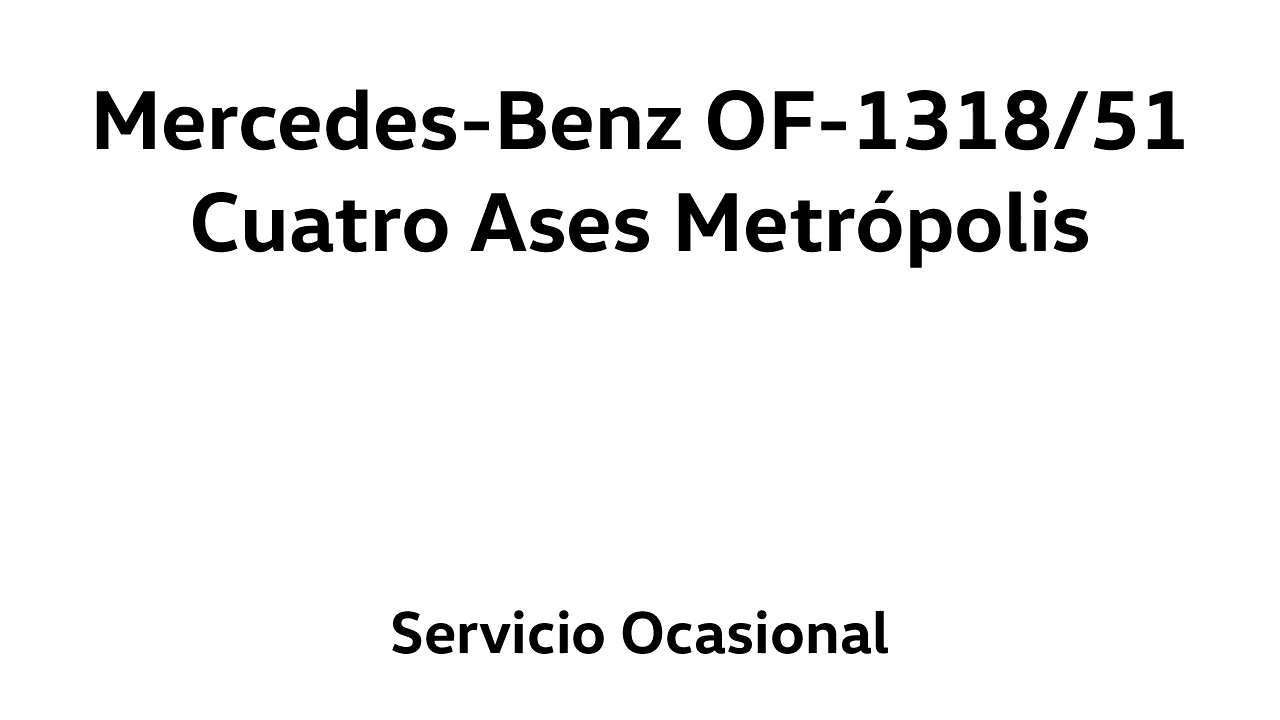 Mercedes-Benz OF-1318/51
Cuatro Ases Metrópolis
Servicio Ocasional